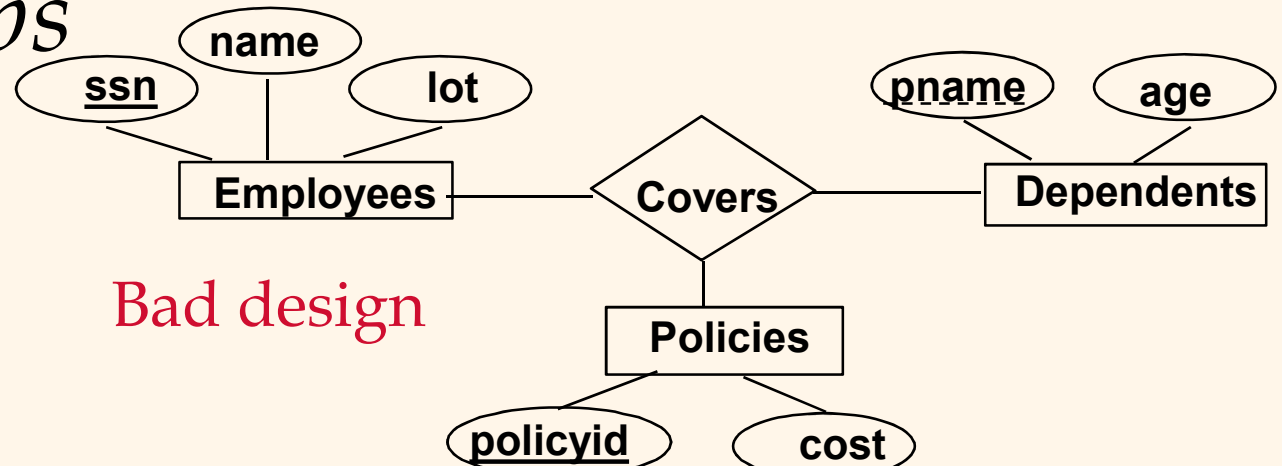 name
ssn
lot
pname
age
Employees
Covers
Dependents
Bad design
Policies
policyid
cost